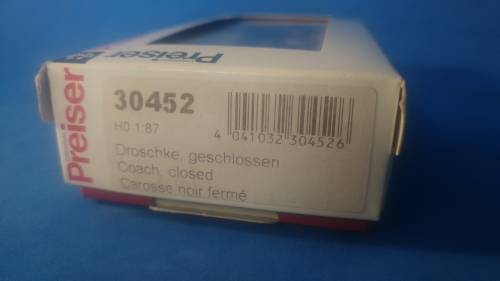 Preiser
Preiser
30452
H0 1:87
4 041032 304526
Droschke, geschlossen
Coach, closed
Carosse noir fermé